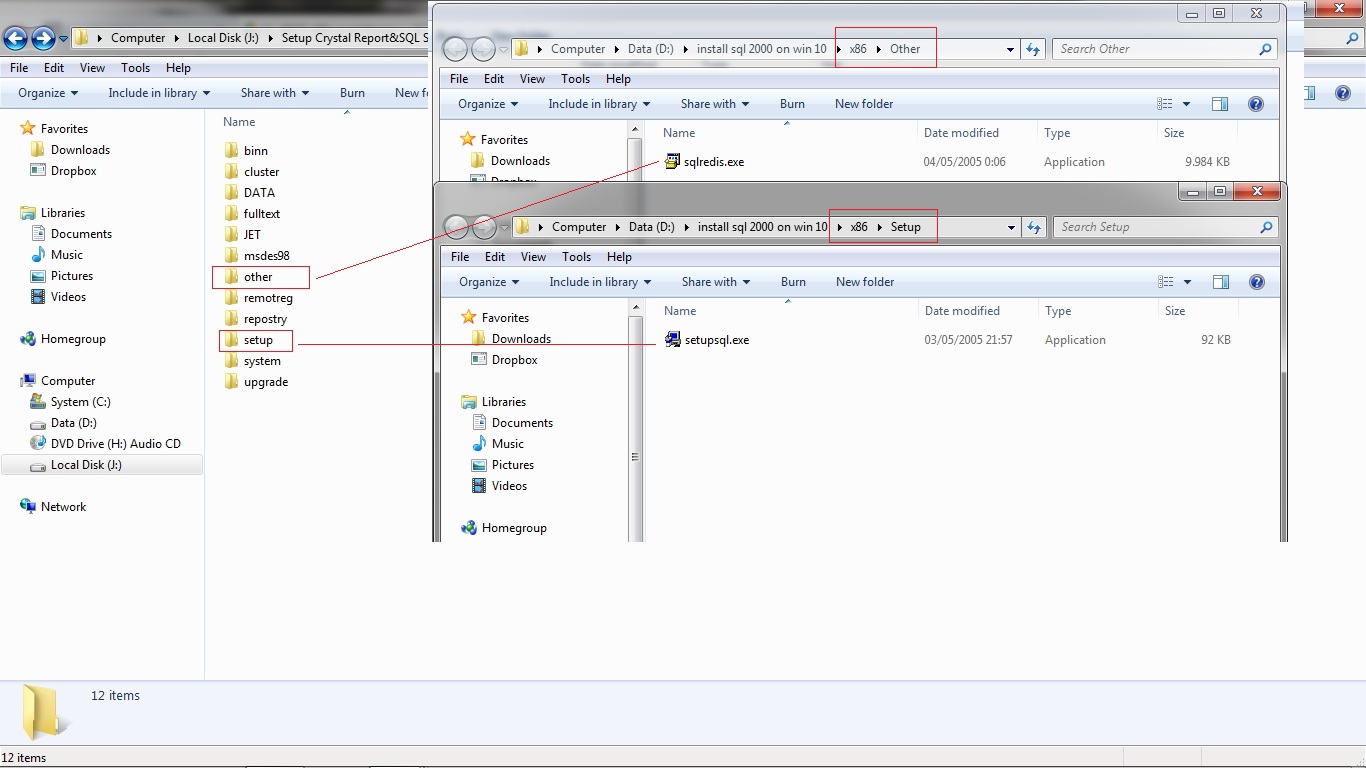 Computer ▸ Local Disk (J:) ▸ Setup Crystal Report&SQL S
File Edit View Tools Help
Organize Include in library Share with Burn New f
Favorites
Downloads
Dropbox
Libraries
Documents
Music
Pictures
Videos
Homegroup
Computer
System (C:)
Data (D:)
DVD Drive (H:) Audio CD
Local Disk (J:)
Network
Name
binn
cluster
DATA
fulltext
JET
msdes98
other
remotreg
repostry
setup
system
upgrade
12 items
12 items
Computer ▸ Data (D:) ▸ install sql 2000 on win 10 ▸ x86 ▸ Other
Search Other
File Edit View Tools Help
Organize Include in library Share with Burn New folder
Favorites
Downloads
Dropbox
Name Date modified Type Size
sqlredis.exe 04/05/2005 0:06 Application 9.984 KB
Computer ▸ Data (D:) ▸ install sql 2000 on win 10 ▸ x86 ▸ Setup
Search Setup
File Edit View Tools Help
Organize Include in library Share with Burn New folder
Favorites
Downloads
Dropbox
Libraries
Documents
Music
Pictures
Videos
Homegroup
Name Date modified Type Size
setupsql.exe 03/05/2005 21:57 Application 92 KB